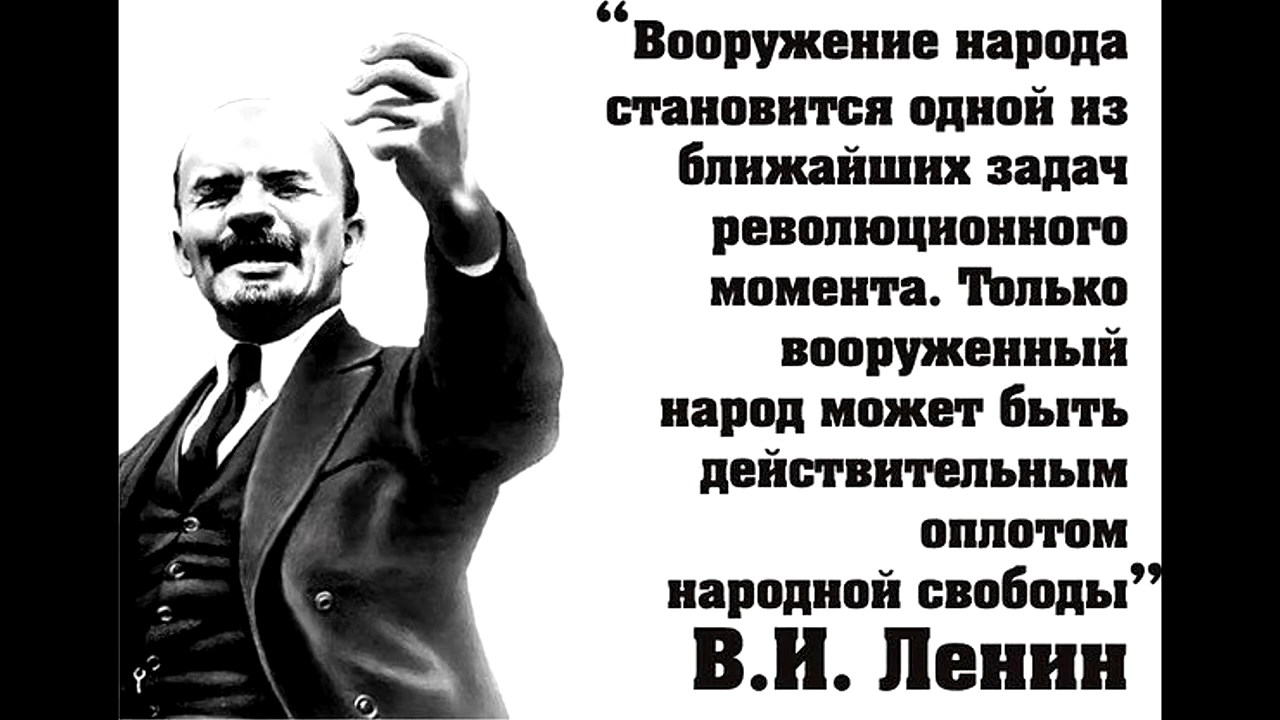 “Вооружение народа
становится одной из
ближайших задач
революционного
момента. Только
вооруженный
народ может быть
действительным
оплотом
народной свободы”
В.И. Ленин